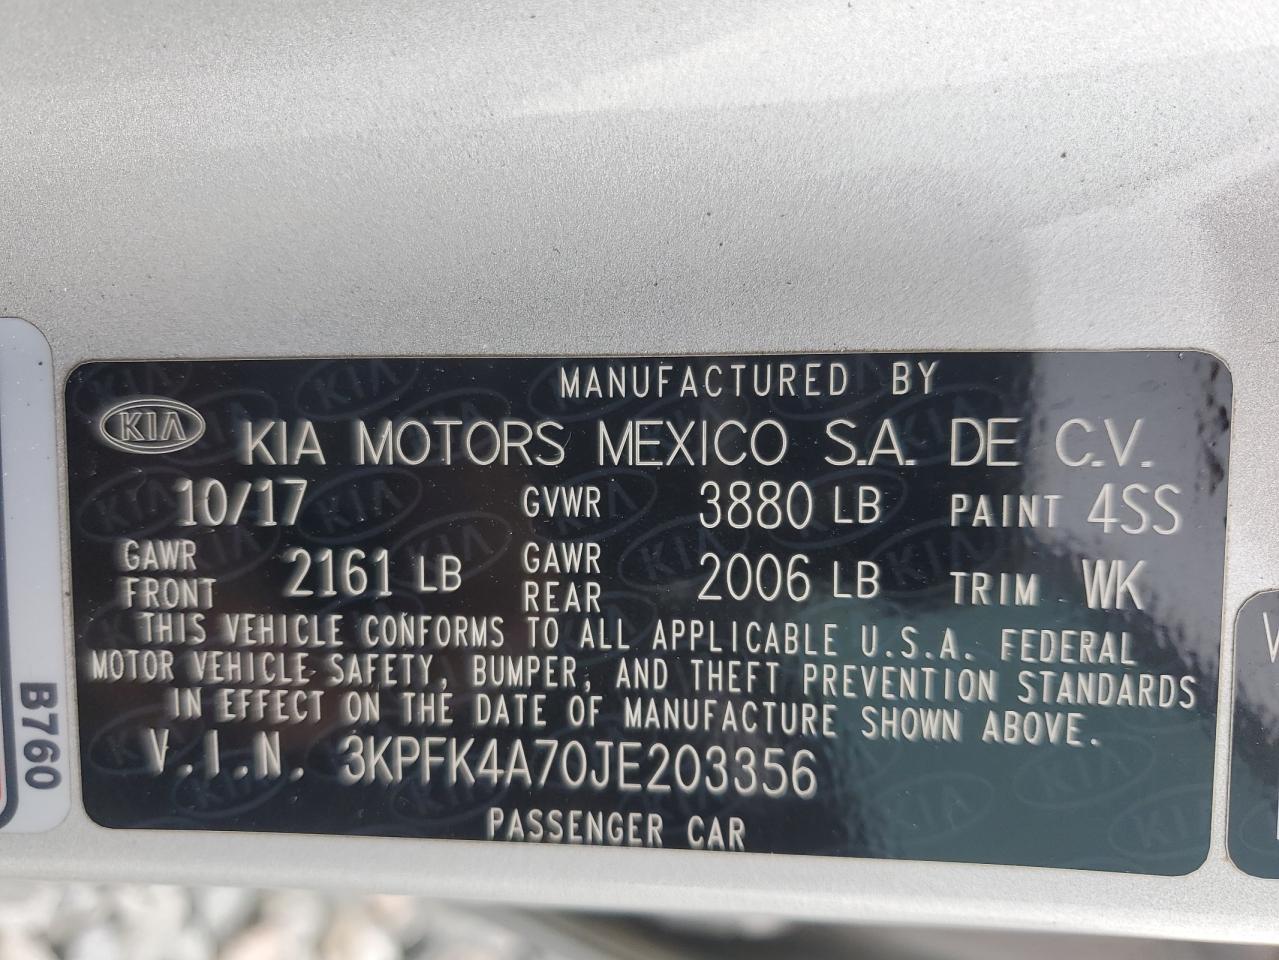 MANUFACTURED BY
KIA KIA MOTORS MEXICO S.A. DE C.V.
10/17 GVWR 3880 LB PAINT 4SS
GAWR FRONT 2161 LB GAWR REAR 2006 LB TRIM WK
THIS VEHICLE CONFORMS TO ALL APPLICABLE U.S.A. FEDERAL
MOTOR VEHICLE SAFETY, BUMPER, AND THEFT PREVENTION STANDARDS
IN EFFECT ON THE DATE OF MANUFACTURE SHOWN ABOVE.
V.I.N. 3KPFK4A70JE203356
PASSENGER CAR
B760